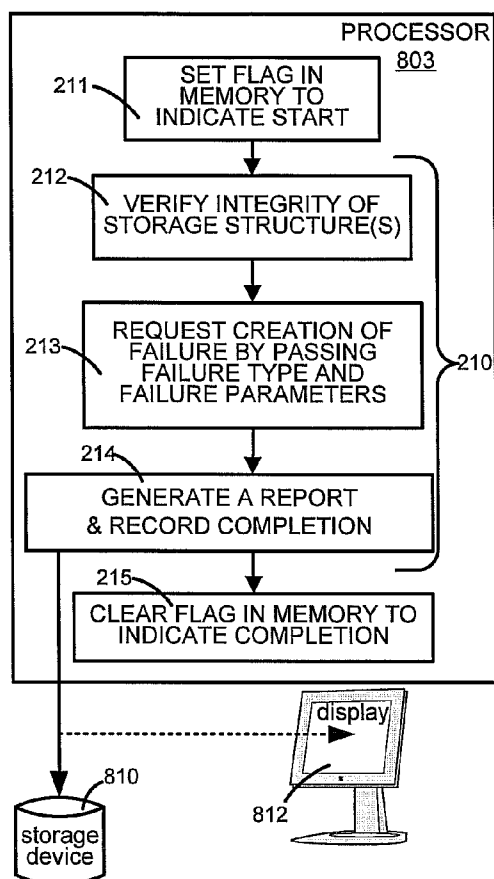 PROCESSOR
803
211
SET FLAG IN
MEMORY TO
INDICATE START
212
VERIFY INTEGRITY OF
STORAGE STRUCTURE(S)
213
REQUEST CREATION OF
FAILURE BY PASSING
FAILURE TYPE AND
FAILURE PARAMETERS
210
214
GENERATE A REPORT
& RECORD COMPLETION
215
CLEAR FLAG IN MEMORY TO
INDICATE COMPLETION
display
812
810
storage
device